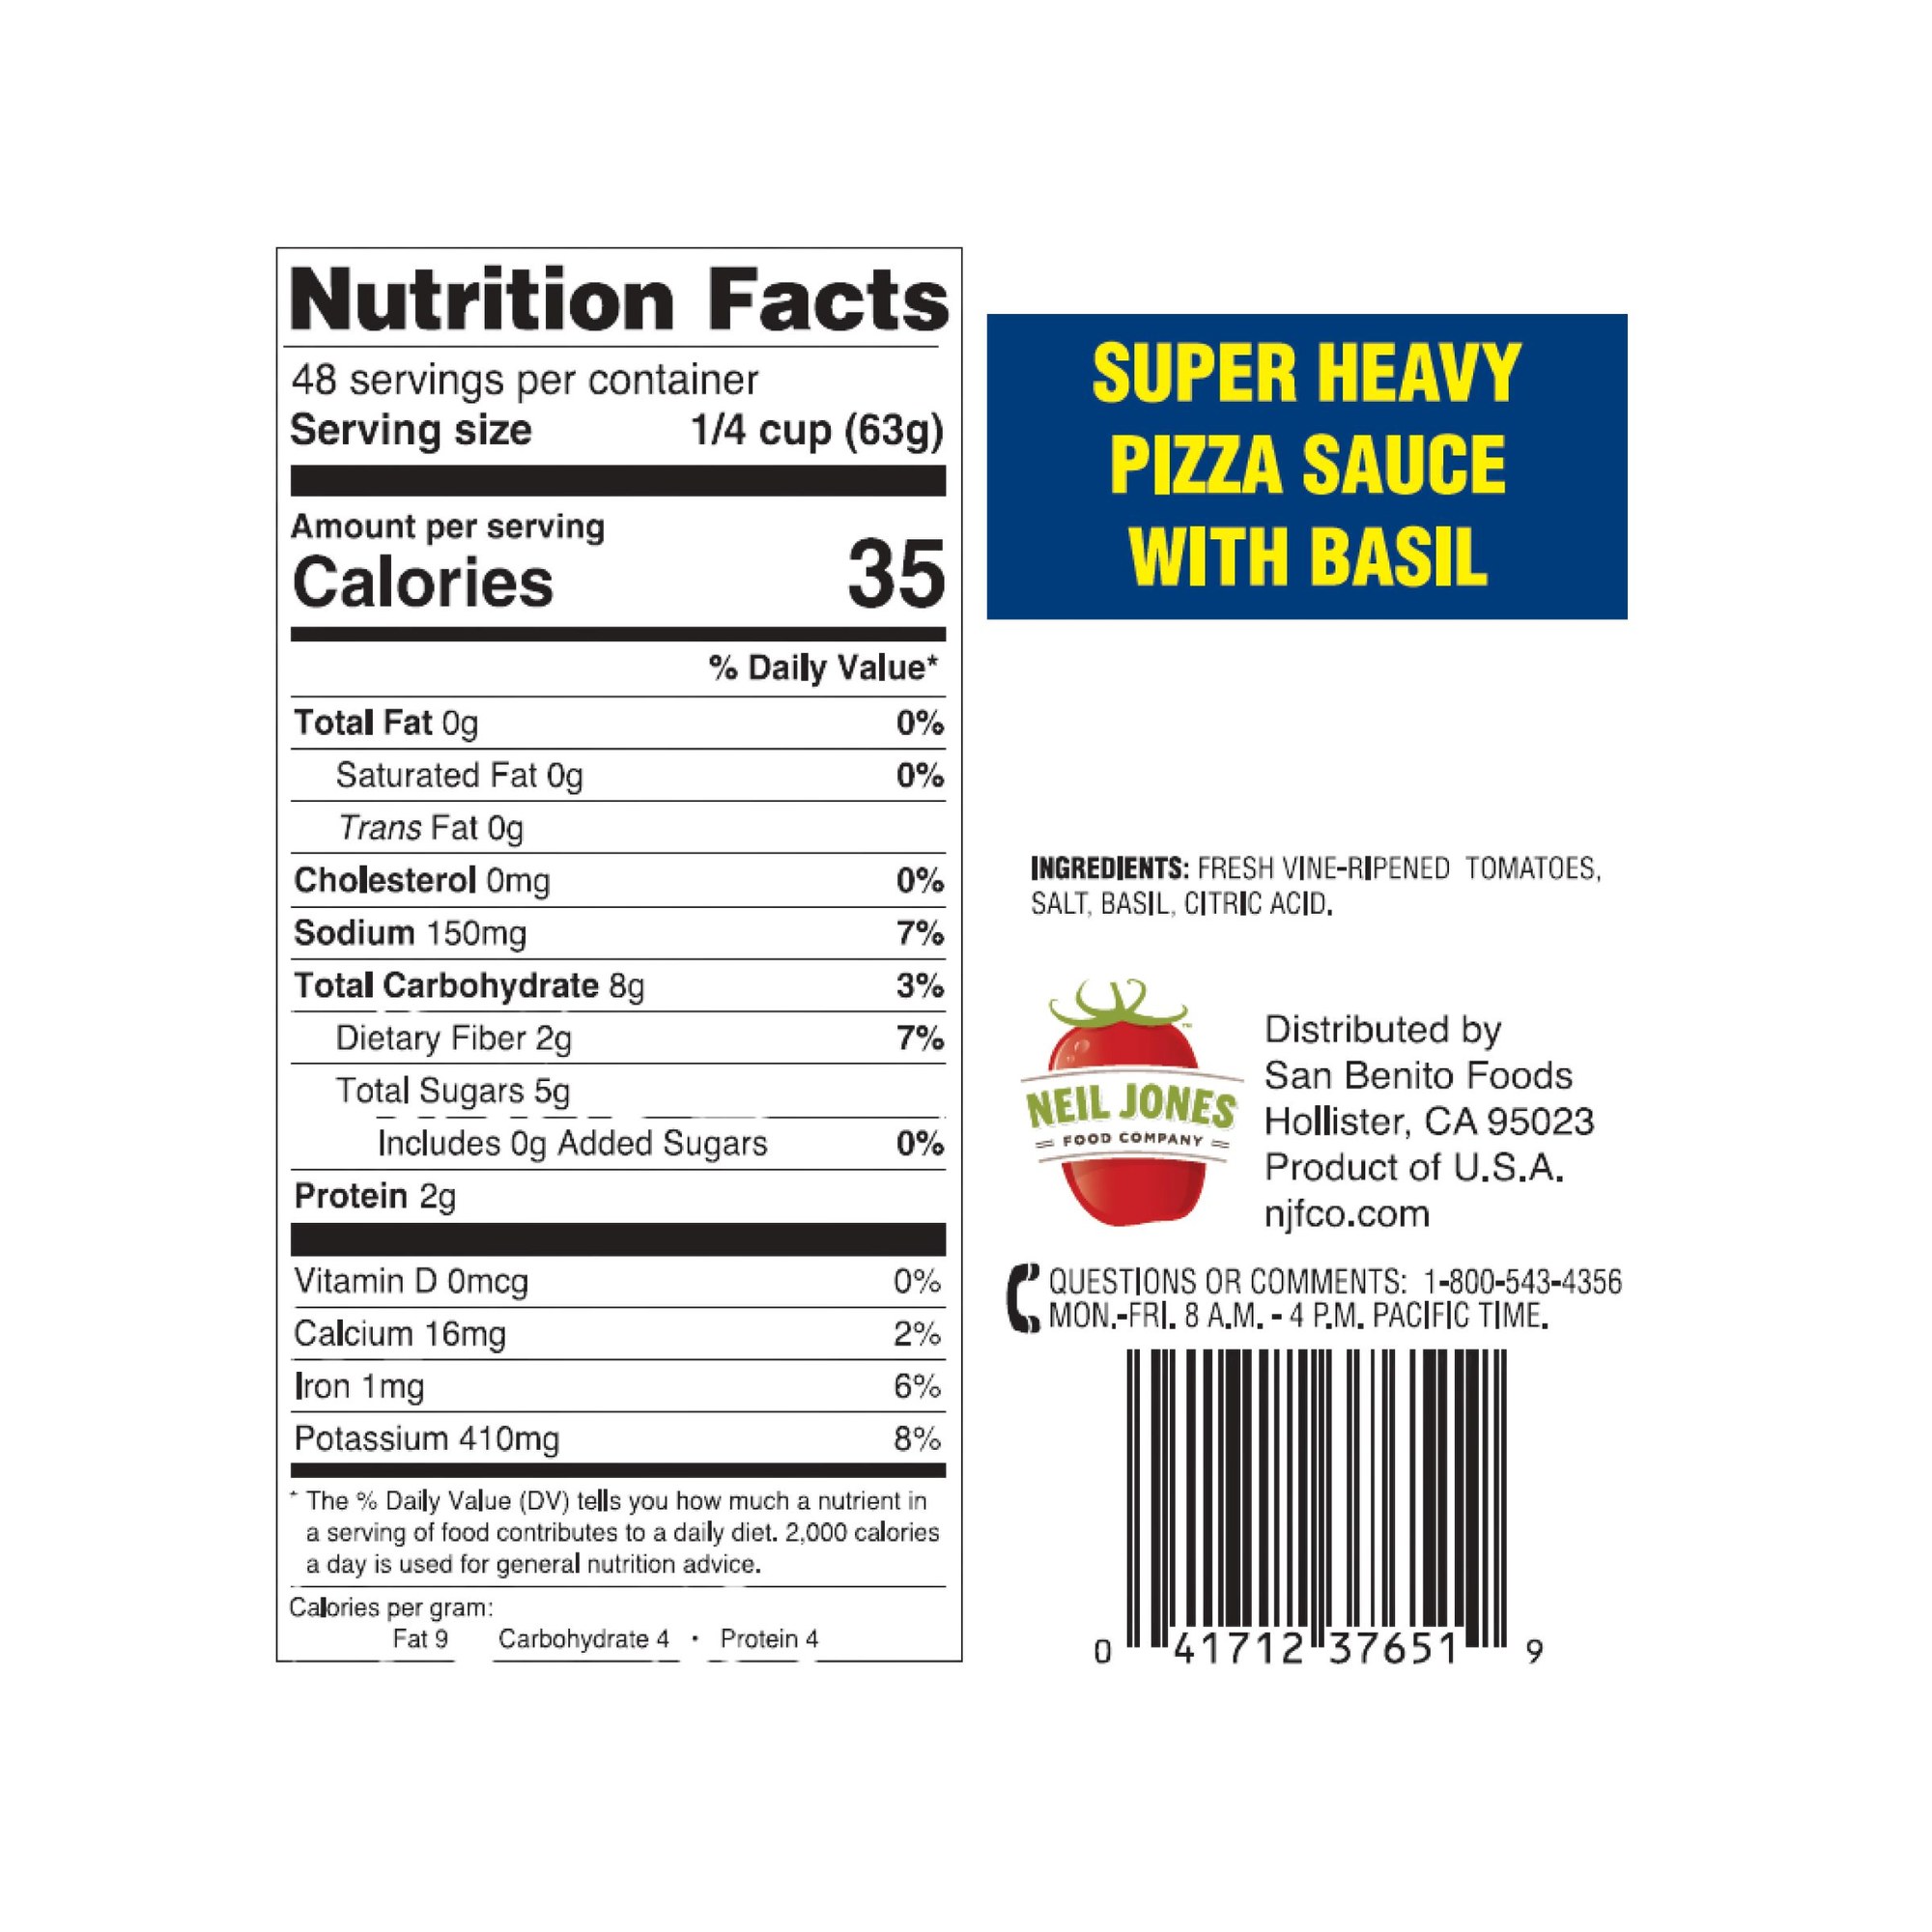 Nutrition Facts
48 servings per container
Serving size 1/4 cup (63g)
Amount per serving
Calories 35
% Daily Value*
Total Fat 0g 0%
Saturated Fat 0g 0%
Trans Fat 0g
Cholesterol 0mg 0%
Sodium 150mg 7%
Total Carbohydrate 8g 3%
Dietary Fiber 2g 7%
Total Sugars 5g
Includes 0g Added Sugars 0%
Protein 2g
Vitamin D 0mcg 0%
Calcium 16mg 2%
Iron 1mg 6%
Potassium 410mg 8%
* The % Daily Value (DV) tells you how much a nutrient in
a serving of food contributes to a daily diet. 2,000 calories
a day is used for general nutrition advice.
Calories per gram:
Fat 9 Carbohydrate 4 • Protein 4
SUPER HEAVY
PIZZA SAUCE
WITH BASIL
INGREDIENTS: FRESH VINE-RIPENED TOMATOES,
SALT, BASIL, CITRIC ACID.
NEIL JONES
FOOD COMPANY
™
Distributed by
San Benito Foods
Hollister, CA 95023
Product of U.S.A.
njfco.com
QUESTIONS OR COMMENTS: 1-800-543-4356
MON.-FRI. 8 A.M. - 4 P.M. PACIFIC TIME.
0 41712 37651 9